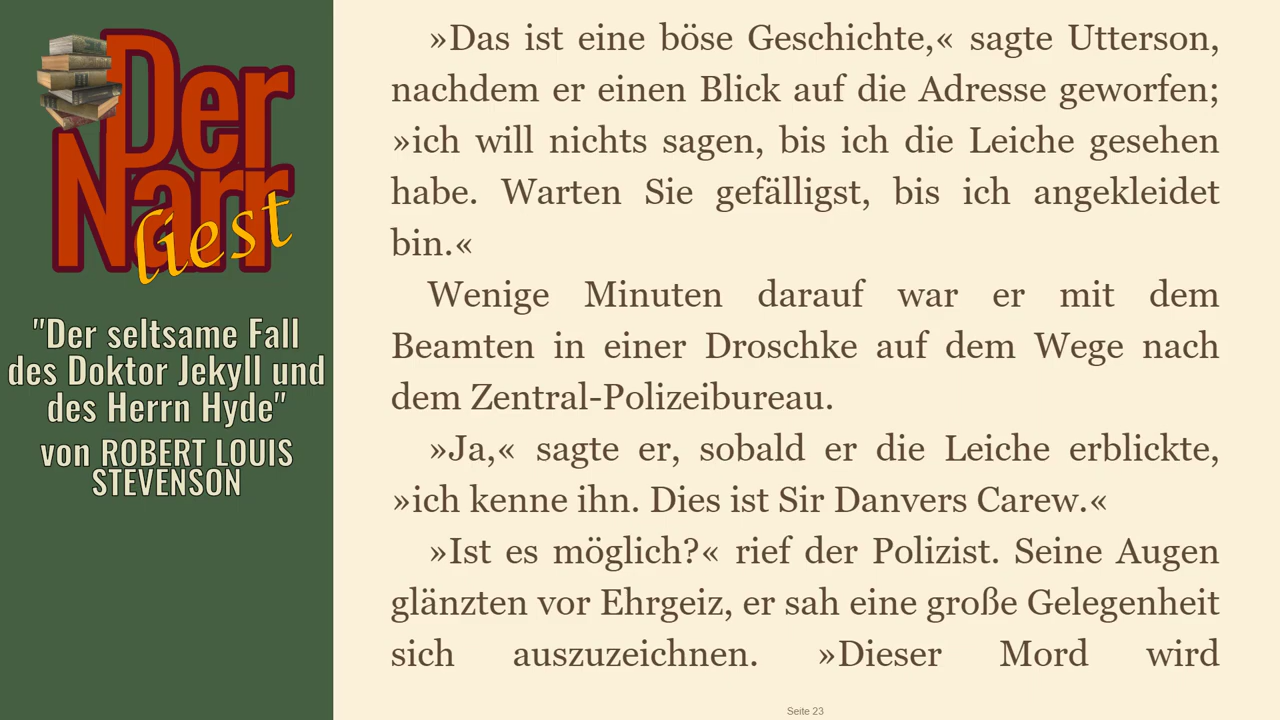 Der
Narr
liest
"Der seltsame Fall
des Doktor Jekyll und
des Herrn Hyde"
von ROBERT LOUIS
STEVENSON
»Das ist eine böse Geschichte,« sagte Utterson,
nachdem er einen Blick auf die Adresse geworfen;
»ich will nichts sagen, bis ich die Leiche gesehen
habe. Warten Sie gefälligst, bis ich angekleidet
bin.«
Wenige Minuten darauf war er mit dem
Beamten in einer Droschke auf dem Wege nach
dem Zentral-Polizeibureau.
»Ja,« sagte er, sobald er die Leiche erblickte,
»ich kenne ihn. Dies ist Sir Danvers Carew.«
»Ist es möglich?« rief der Polizist. Seine Augen
glänzten vor Ehrgeiz, er sah eine große Gelegenheit
sich auszuzeichnen. »Dieser Mord wird
Seite 23